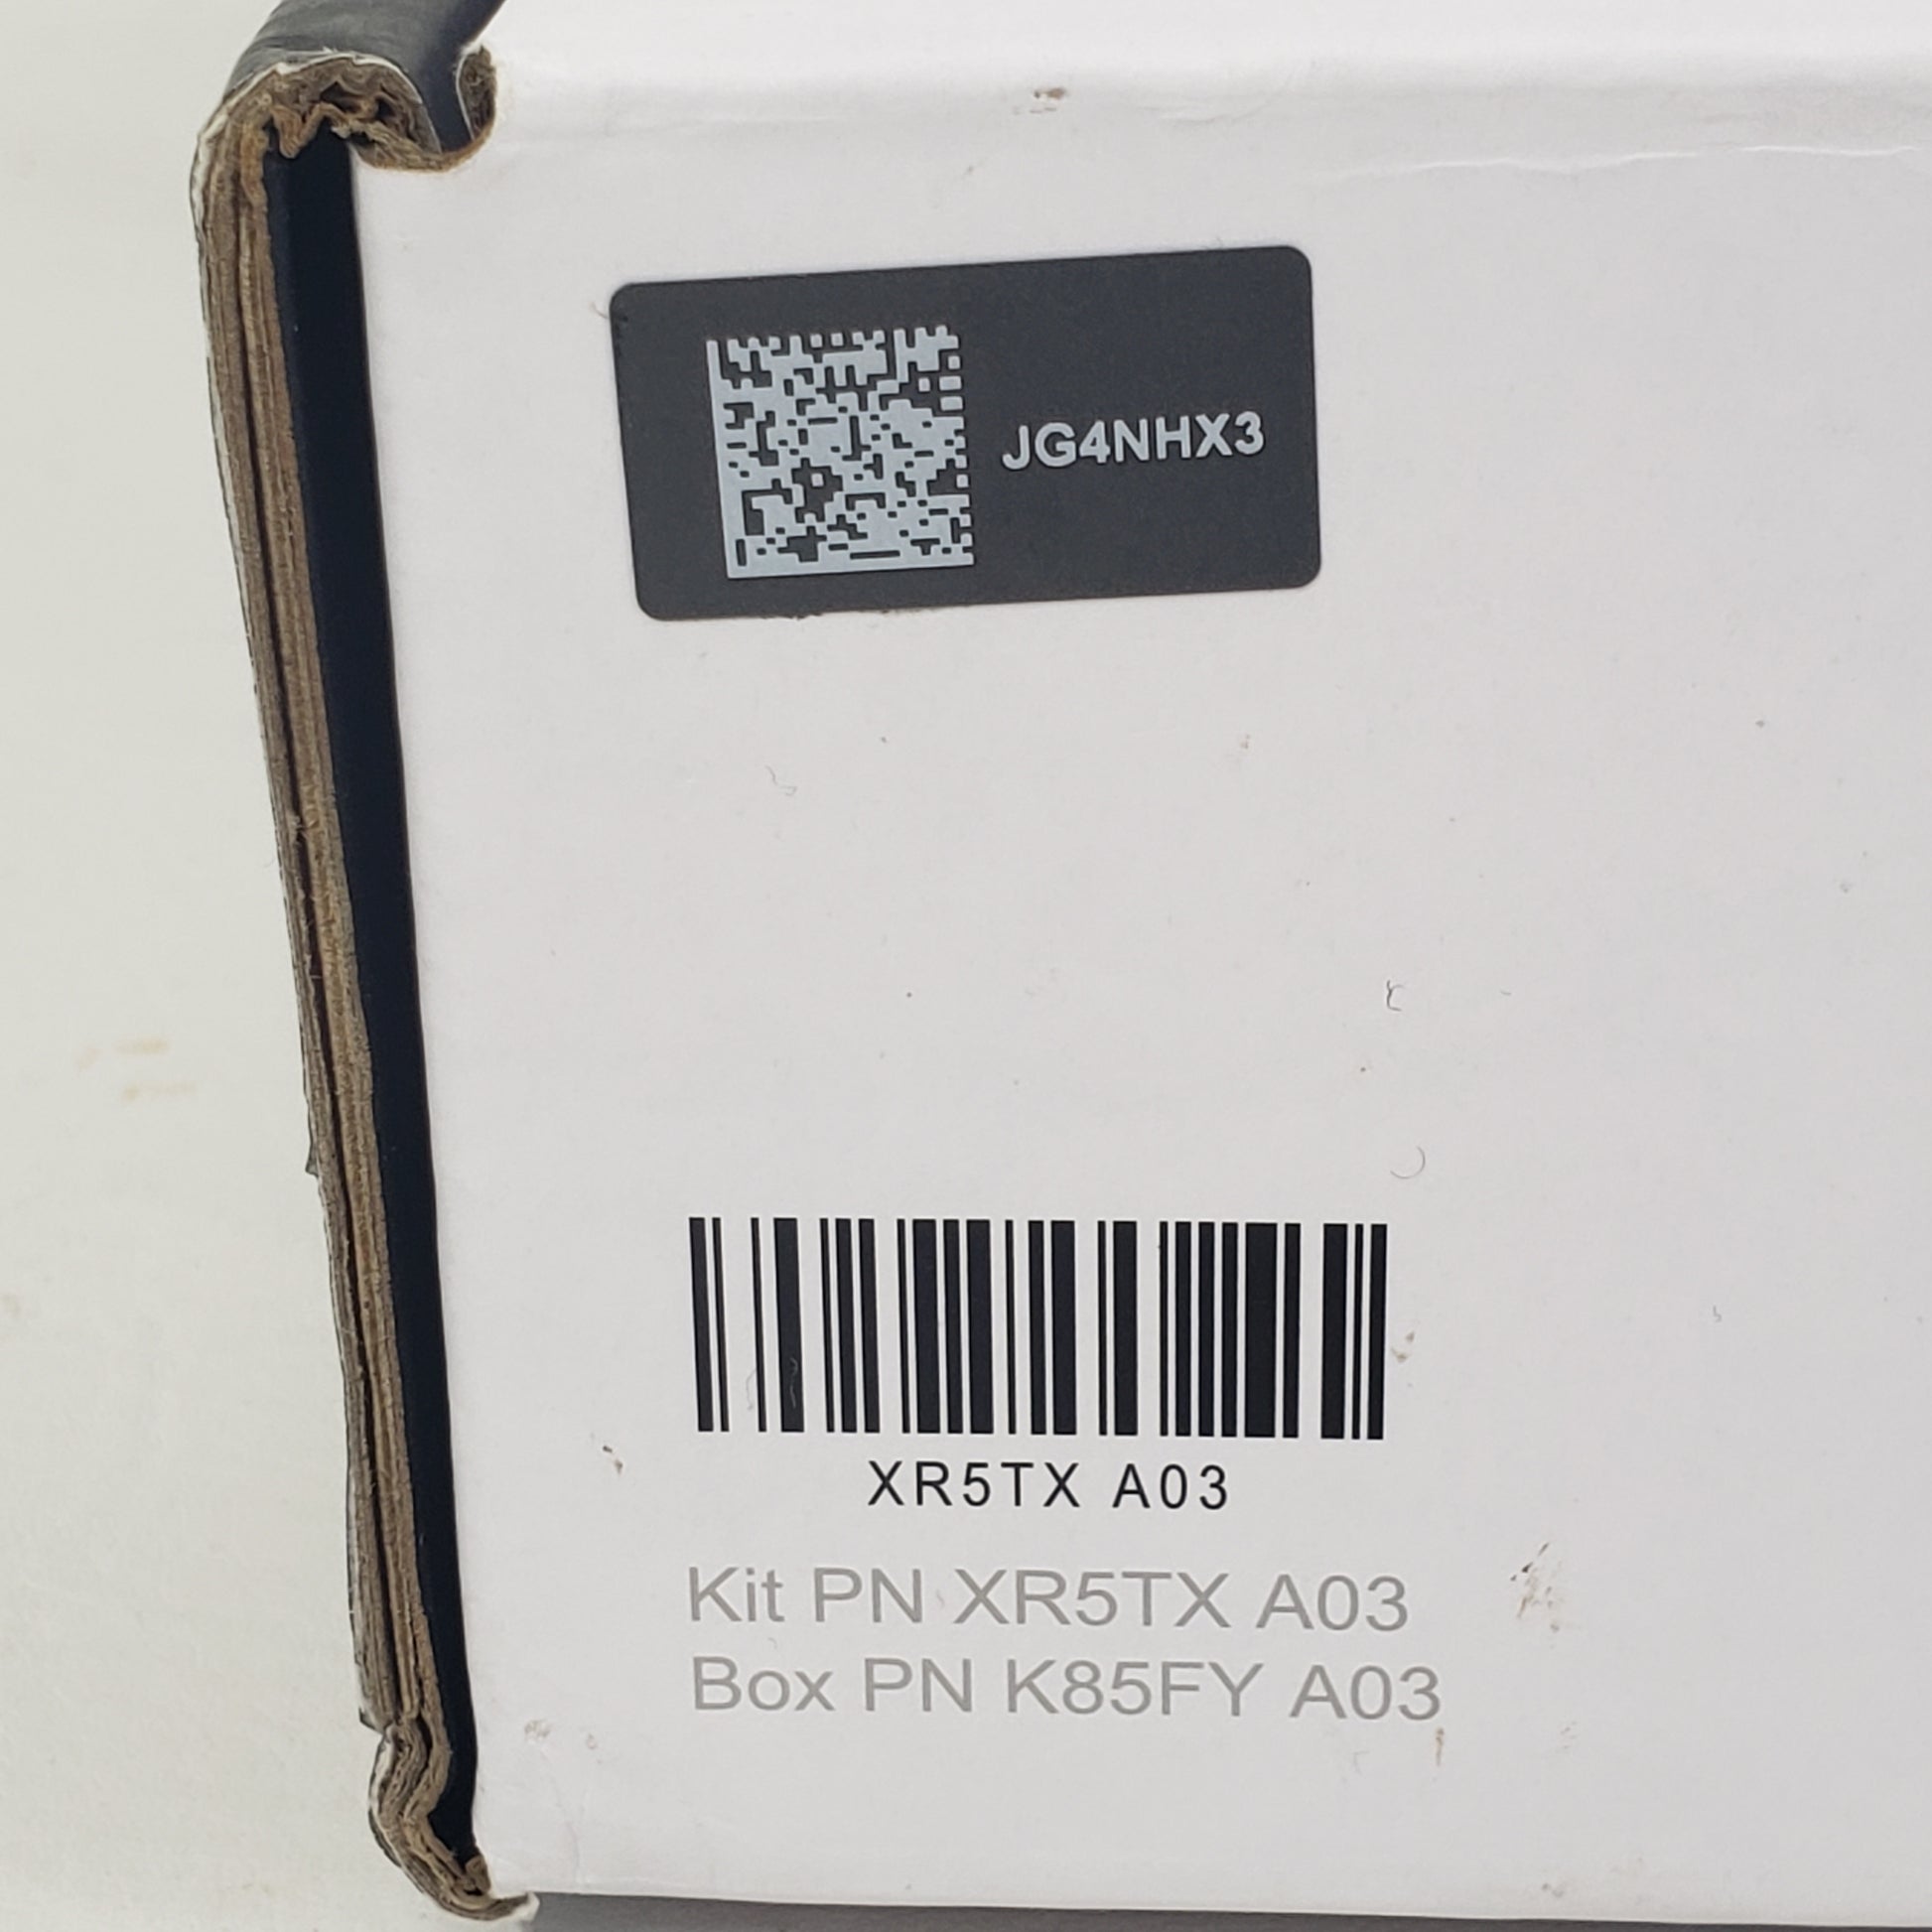 JG4NHX3
XR5TX A03
Kit PN XR5TX A03
Box PN K85FY A03